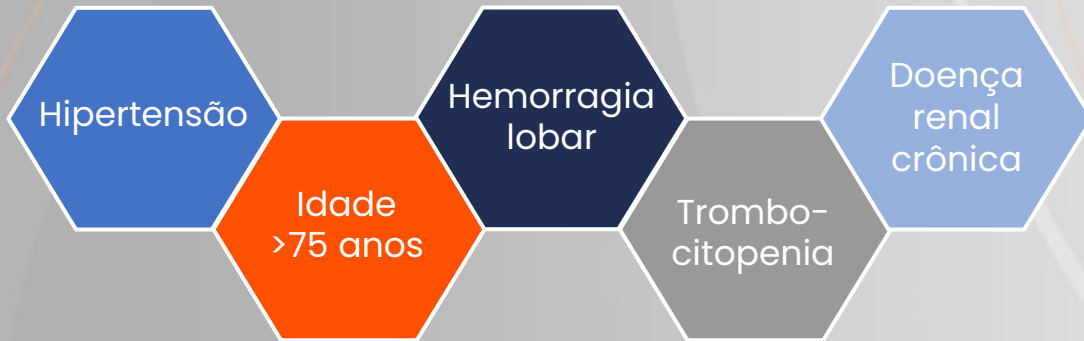 Hipertensão
Idade
>75 anos
Hemorragia
lobar
Trombo-
citopenia
Doença
renal
crônica